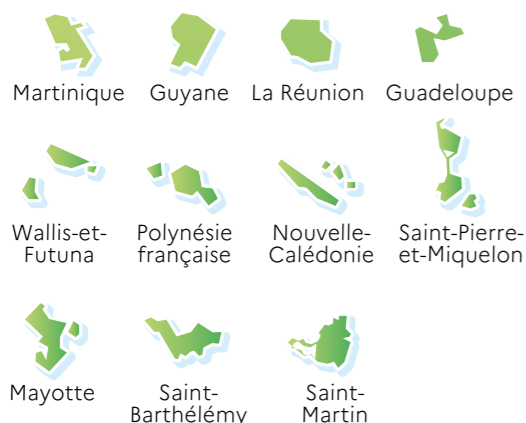 Martinique
Guyane
La Réunion
Guadeloupe
Wallis-et-
Futuna
Polynésie
française
Nouvelle-
Calédonie
Saint-Pierre-
et-Miquelon
Mayotte
Saint-
Barthélémy
Saint-
Martin